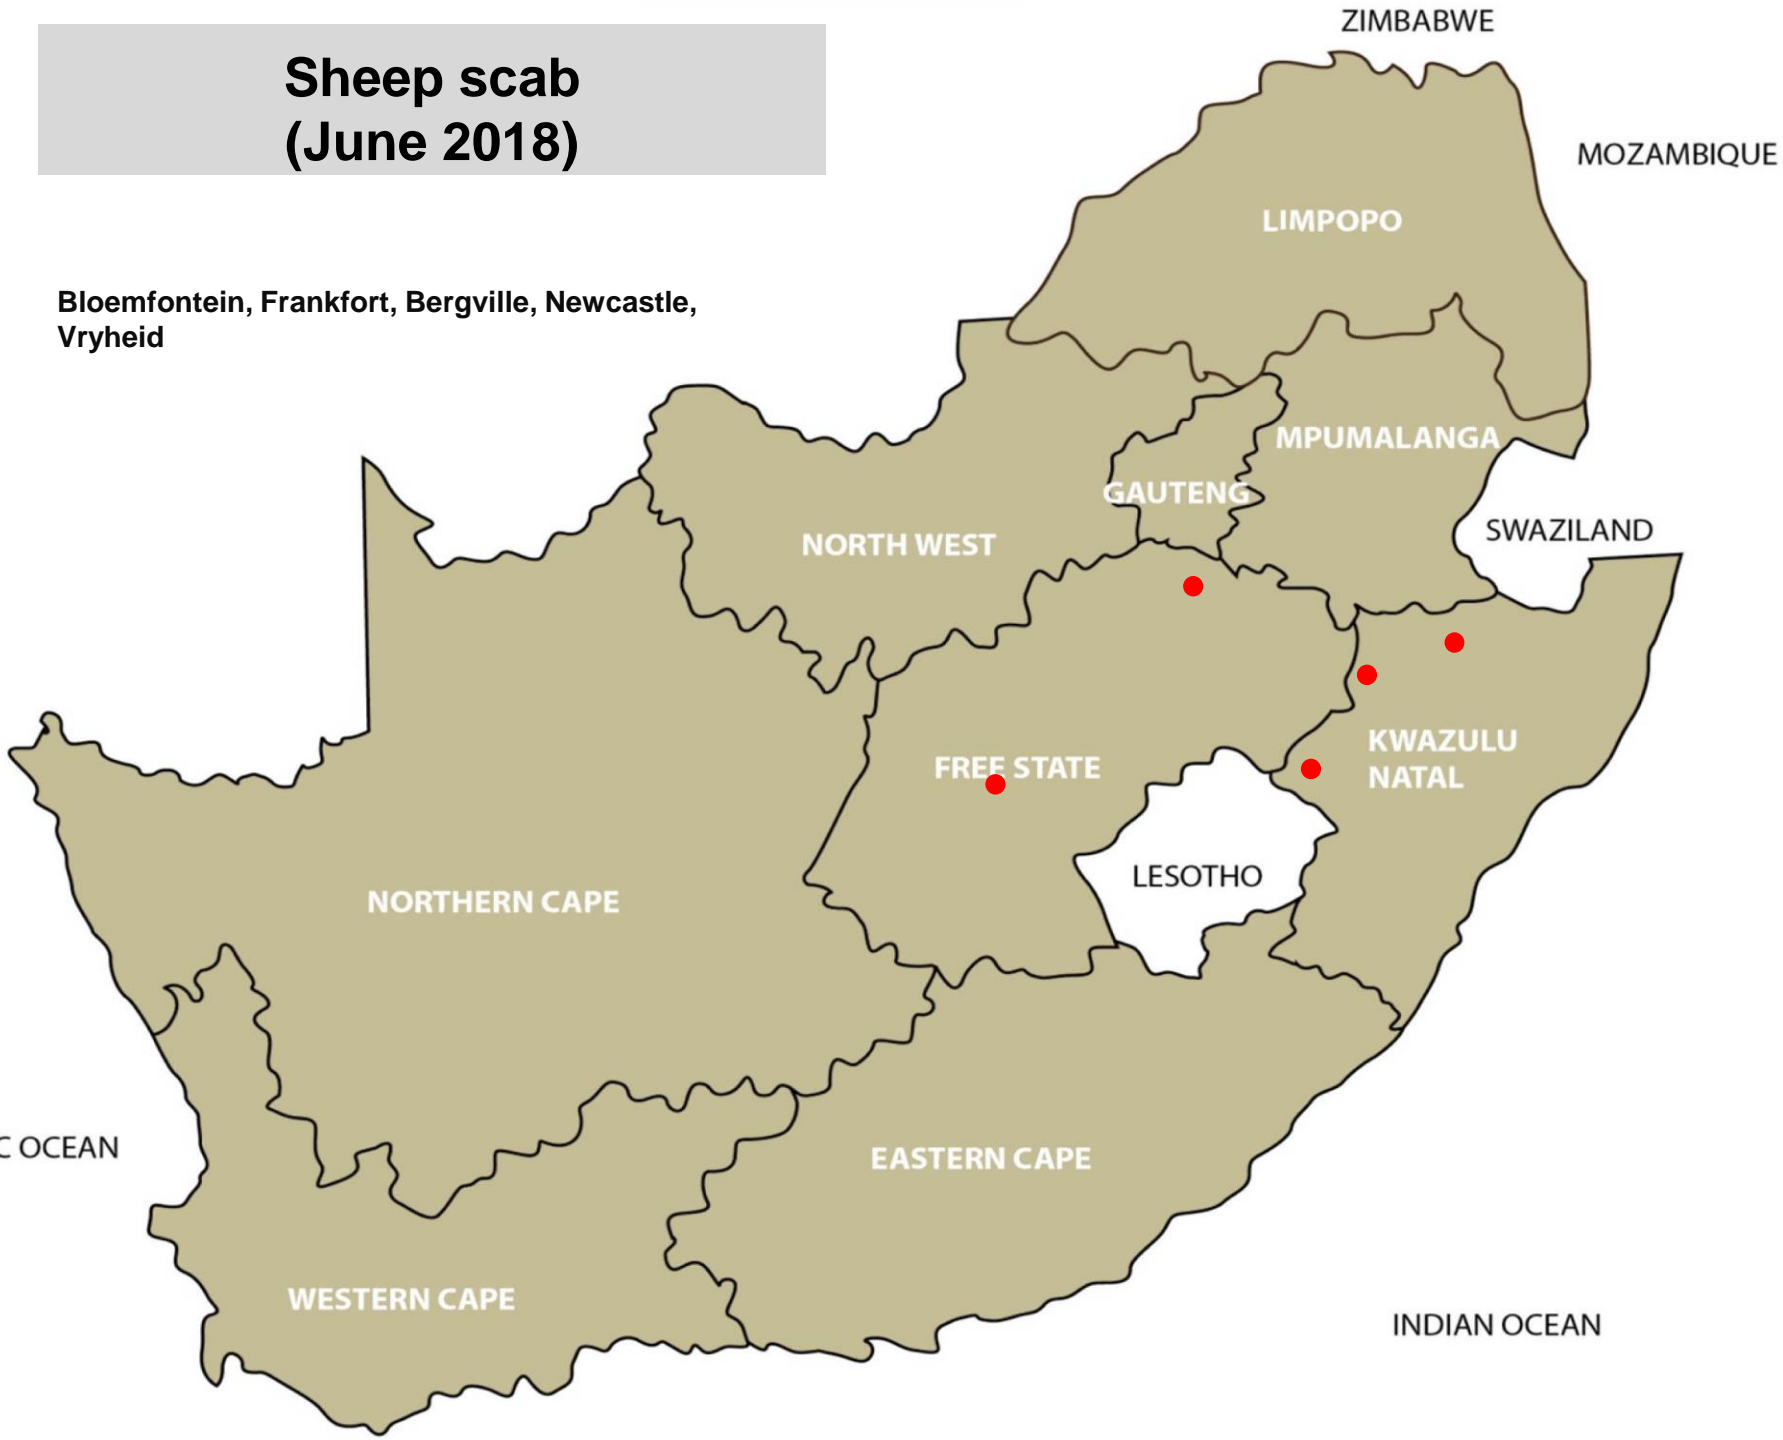 Sheep scab
(June 2018)
Bloemfontein, Frankfort, Bergville, Newcastle,
Vryheid
ZIMBABWE
MOZAMBIQUE
LIMPOPO
MPUMALANGA
GAUTENG
NORTH WEST
SWAZILAND
KWAZULU
NATAL
FREE STATE
LESOTHO
NORTHERN CAPE
C OCEAN
EASTERN CAPE
WESTERN CAPE
INDIAN OCEAN